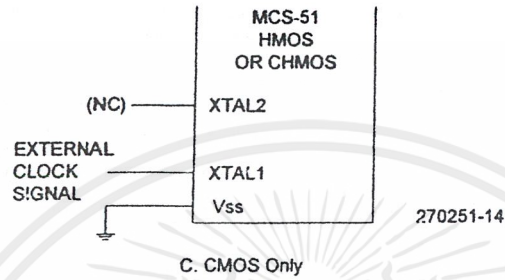 MCS-51
HMOS
OR CHMOS
(NC)
XTAL2
EXTERNAL
CLOCK
SIGNAL
XTAL1
Vss
270251-14
C. CMOS Only